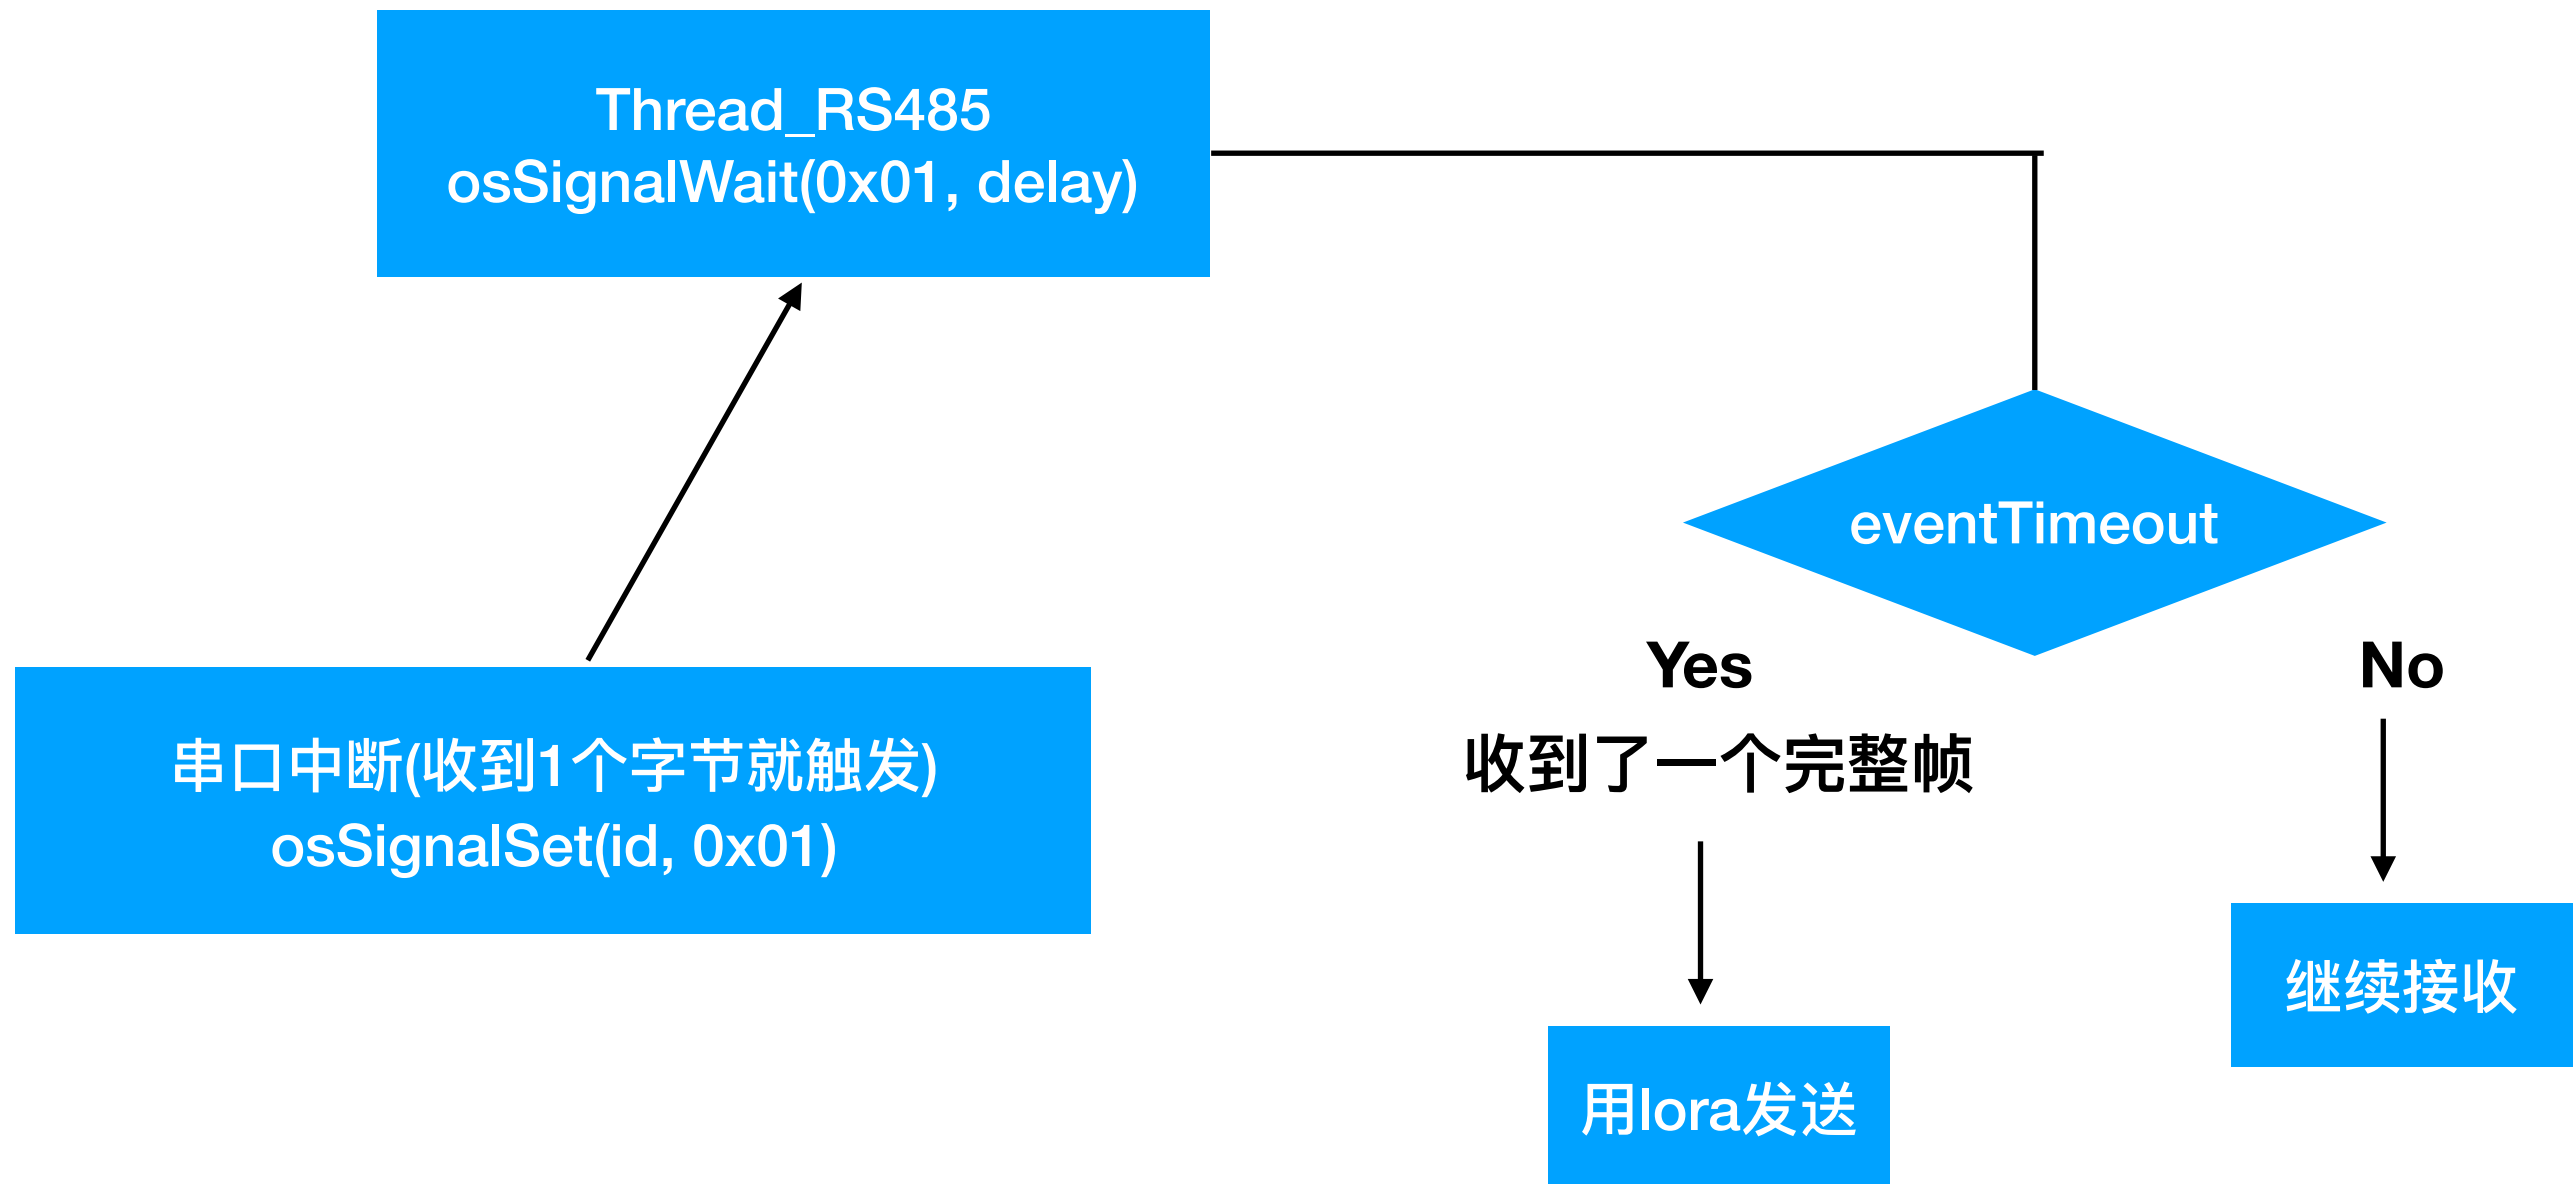 Thread_RS485
osSignalWait(0x01, delay)
eventTimeout
Yes
No
收到了一个完整帧
串口中断(收到1个字节就触发)
osSignalSet(id, 0x01)
继续接收
用lora发送